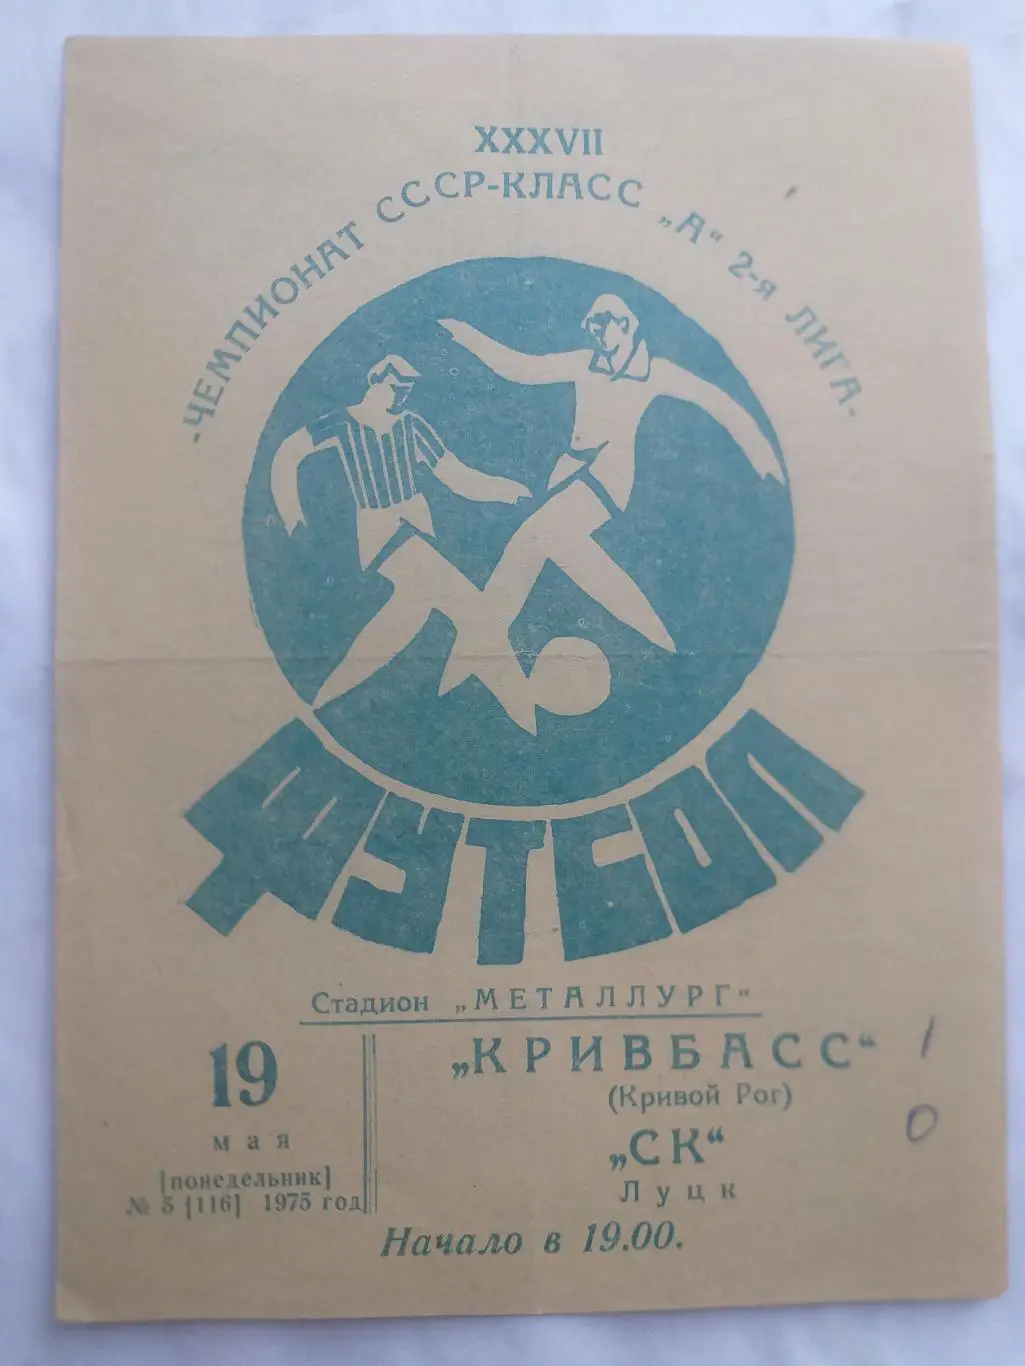 XXXVII
-ЧЕМПИОНАТ СССР-КЛАСС „А“ 2-я ЛИГА-
ФУТБОЛ
Стадион „МЕТАЛЛУРГ“
19
мая
[понедельник]
№ 5 [116] 1975 год
„КРИВБАСС“ 1
(Кривой Рог)
„СК“ 0
Луцк
Начало в 19.00.